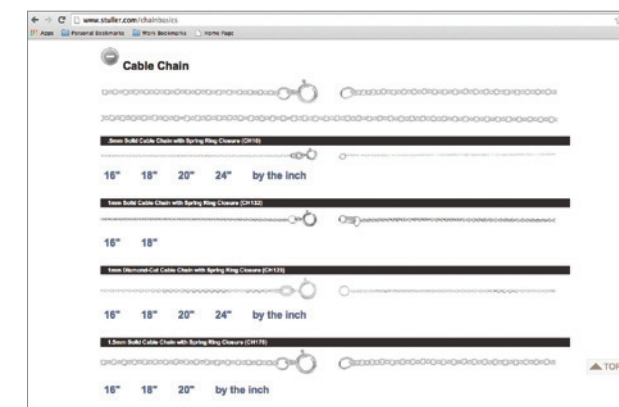 www.stuller.com/chainbasics
Apps Personal Bookmarks Work Bookmarks Home Page
Cable Chain
.5mm Solid Cable Chain with Spring Ring Closure (CH10)
16" 18" 20" 24" by the inch
1mm Solid Cable Chain with Spring Ring Closure (CH132)
16" 18"
1mm Diamond-Cut Cable Chain with Spring Ring Closure
16" 18" 20" 24" by the inch
1.5mm Solid Cable Chain with Spring Ring Closure
16" 18" 20" by the inch
TOP